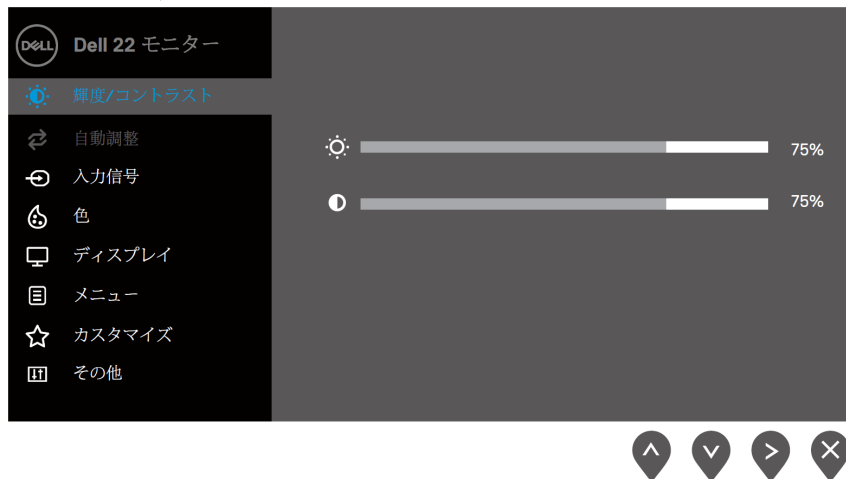 DELL
Dell 22 モニター
輝度/コントラスト
自動調整
入力信号
色
ディスプレイ
メニュー
カスタマイズ
その他
75%
75%